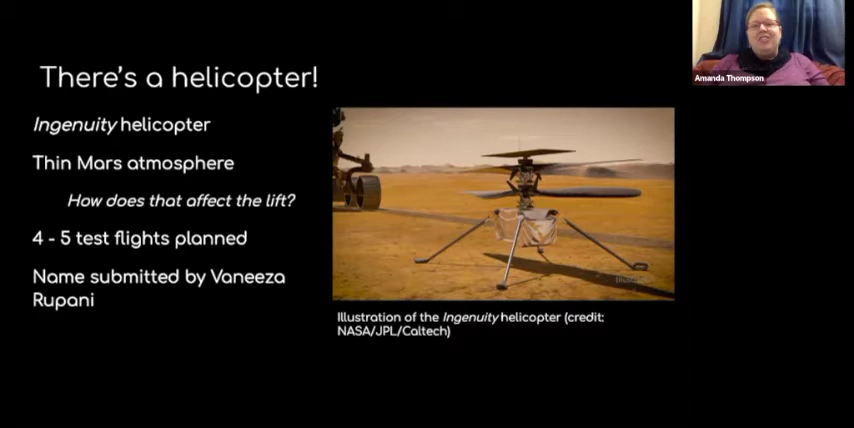 There's a helicopter!
Ingenuity helicopter
Thin Mars atmosphere
How does that affect the lift?
4 - 5 test flights planned
Name submitted by Vaneeza
Rupani
Illustration of the Ingenuity helicopter (credit:
NASA/JPL/Caltech)
Amanda Thompson